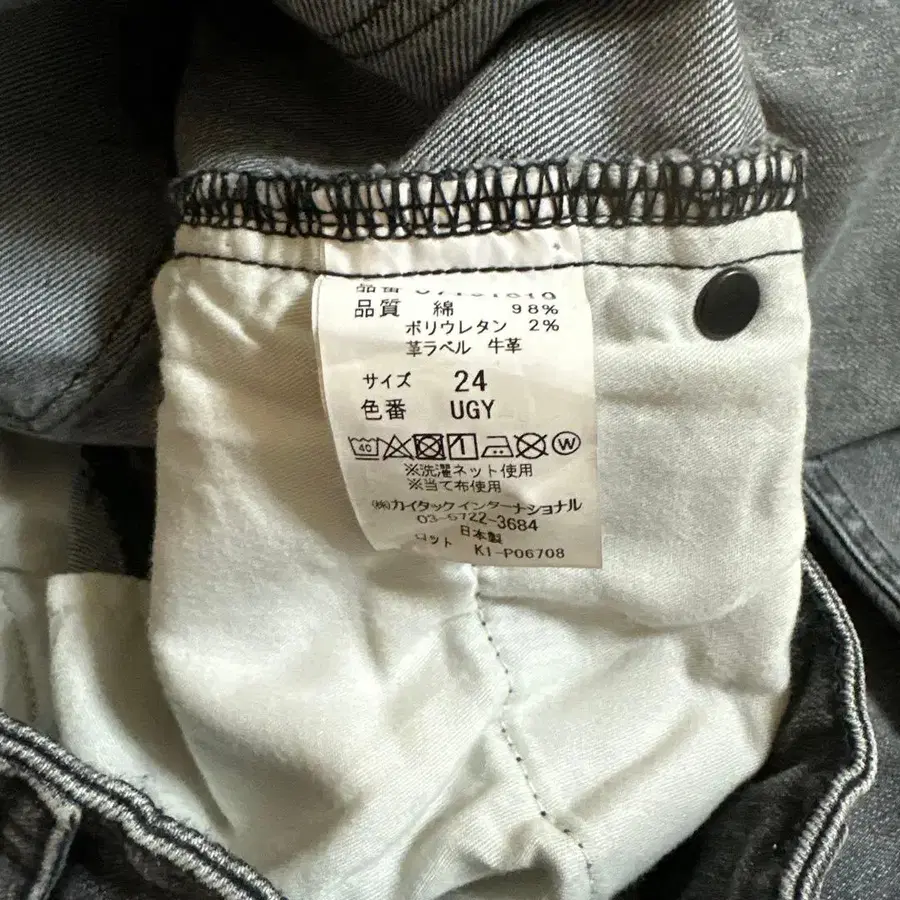 品番
品質 綿 98%
ポリウレタン 2%
革ラベル 牛革
サイズ 24
色番 UGY
40 W
※洗濯ネット使用
※当て布使用
㈱カイタックインターナショナル
03-5722-3684
日本製
ロット K1-P06708